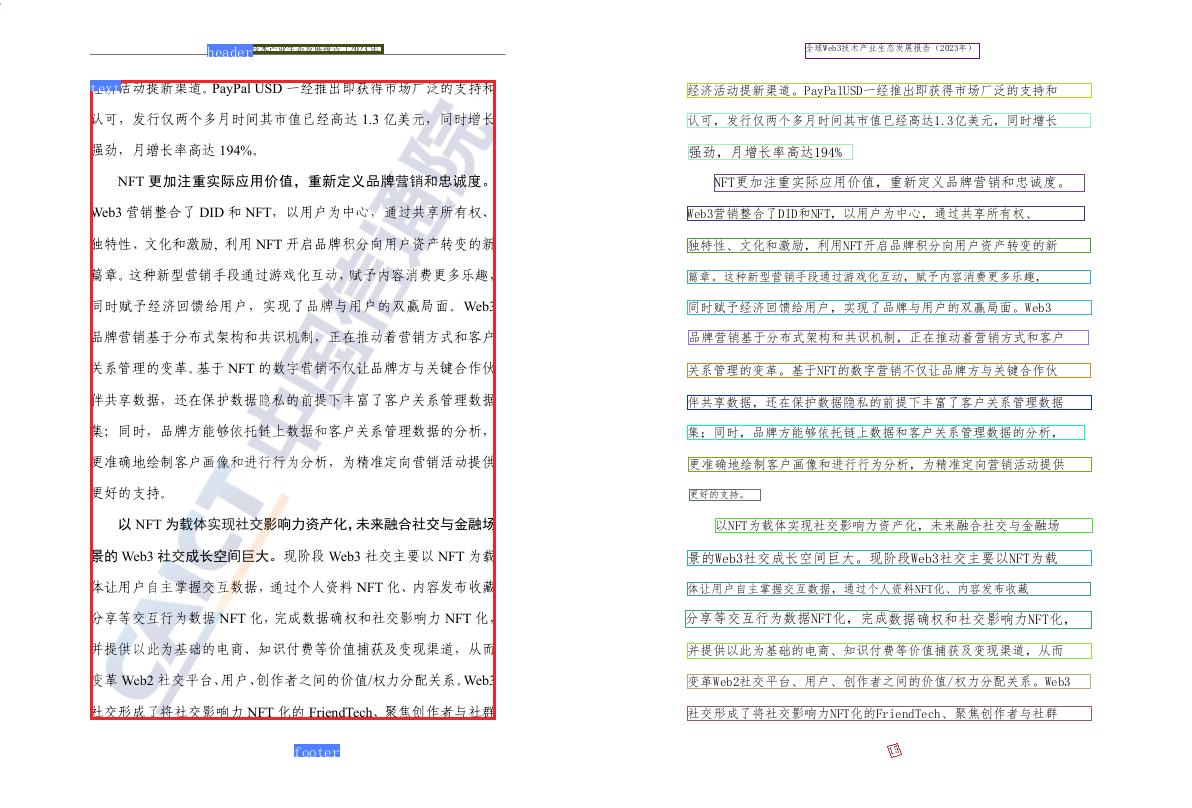 header
text
经济活动提新渠道。PayPal USD 一经推出即获得市场广泛的支持和
认可，发行仅两个多月时间其市值已经高达 1.3 亿美元，同时增长
强劲，月增长率高达 194%。
NFT 更加注重实际应用价值，重新定义品牌营销和忠诚度。
Web3 营销整合了 DID 和 NFT，以用户为中心，通过共享所有权、
独特性、文化和激励，利用 NFT 开启品牌积分向用户资产转变的新
篇章。这种新型营销手段通过游戏化互动，赋予内容消费更多乐趣，
同时赋予经济回馈给用户，实现了品牌与用户的双赢局面。Web3
品牌营销基于分布式架构和共识机制，正在推动着营销方式和客户
关系管理的变革。基于 NFT 的数字营销不仅让品牌方与关键合作伙
伴共享数据，还在保护数据隐私的前提下丰富了客户关系管理数据
集；同时，品牌方能够依托链上数据和客户关系管理数据的分析，
更准确地绘制客户画像和进行行为分析，为精准定向营销活动提供
更好的支持。
以 NFT 为载体实现社交影响力资产化，未来融合社交与金融场
景的 Web3 社交成长空间巨大。现阶段 Web3 社交主要以 NFT 为载
体让用户自主掌握交互数据，通过个人资料 NFT 化、内容发布收藏
分享等交互行为数据 NFT 化，完成数据确权和社交影响力 NFT 化，
并提供以此为基础的电商、知识付费等价值捕获及变现渠道，从而
变革 Web2 社交平台、用户、创作者之间的价值/权力分配关系。Web3
社交形成了将社交影响力 NFT 化的 FriendTech、聚焦创作者与社群
CAICT 中国信通院
footer
全球Web3技术产业生态发展报告（2023年）
经济活动提新渠道。PayPalUSD一经推出即获得市场广泛的支持和
认可，发行仅两个多月时间其市值已经高达1.3亿美元，同时增长
强劲，月增长率高达194%
NFT更加注重实际应用价值，重新定义品牌营销和忠诚度。
Web3营销整合了DID和NFT，以用户为中心，通过共享所有权、
独特性、文化和激励，利用NFT开启品牌积分向用户资产转变的新
篇章。这种新型营销手段通过游戏化互动，赋予内容消费更多乐趣，
同时赋予经济回馈给用户，实现了品牌与用户的双赢局面。Web3
品牌营销基于分布式架构和共识机制，正在推动着营销方式和客户
关系管理的变革。基于NFT的数字营销不仅让品牌方与关键合作伙
伴共享数据，还在保护数据隐私的前提下丰富了客户关系管理数据
集；同时，品牌方能够依托链上数据和客户关系管理数据的分析，
更准确地绘制客户画像和进行行为分析，为精准定向营销活动提供
更好的支持。
以NFT为载体实现社交影响力资产化，未来融合社交与金融场
景的Web3社交成长空间巨大。现阶段Web3社交主要以NFT为载
体让用户自主掌握交互数据，通过个人资料NFT化、内容发布收藏
分享等交互行为数据NFT化，完成数据确权和社交影响力NFT化，
并提供以此为基础的电商、知识付费等价值捕获及变现渠道，从而
变革Web2社交平台、用户、创作者之间的价值/权力分配关系。Web3
社交形成了将社交影响力NFT化的FriendTech、聚焦创作者与社群